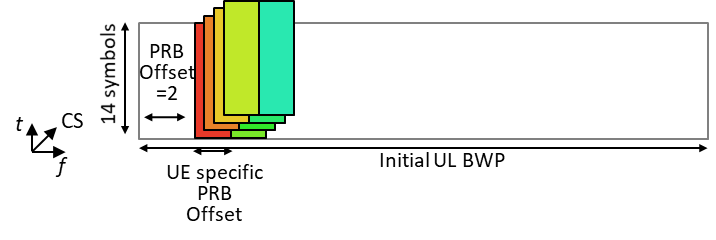 14 symbols
PRB
Offset
=2
t
CS
f
Initial UL BWP
UE specific
PRB
Offset